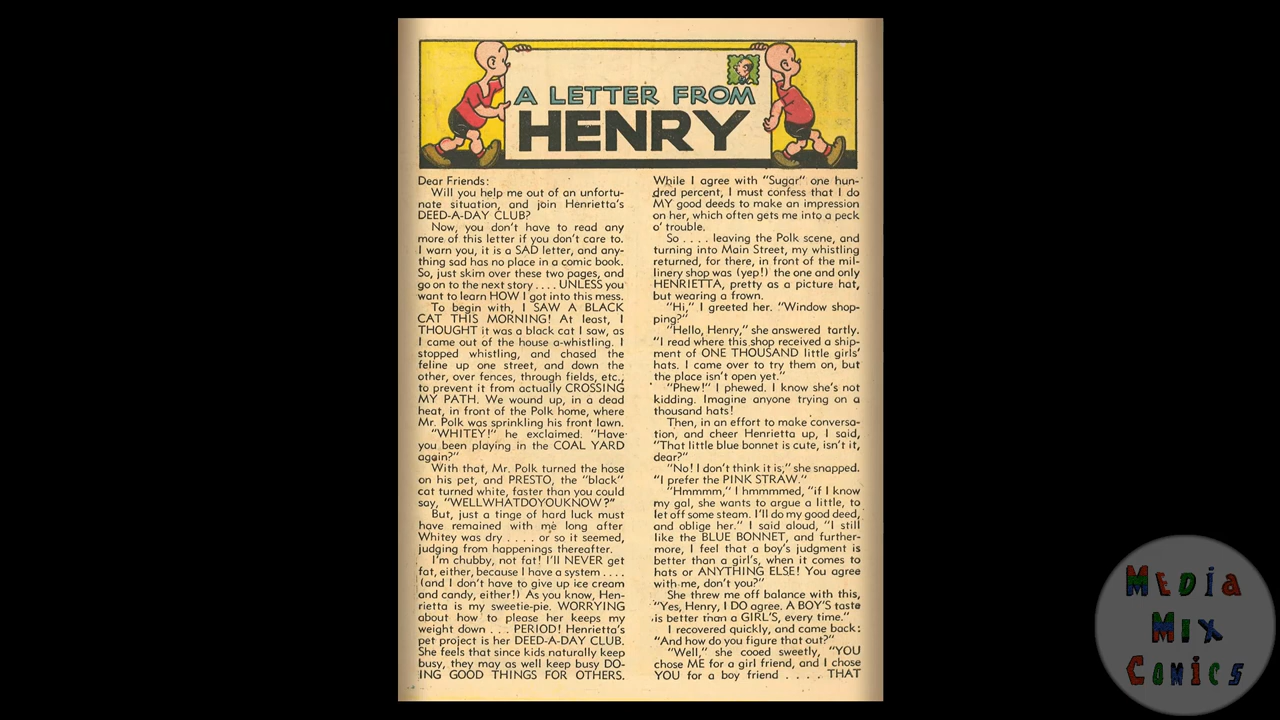 A LETTER FROM
HENRY
Dear Friends:
Will you help me out of an unfortu-
nate situation, and join Henrietta's
DEED-A-DAY CLUB?
Now, you don't have to read any
more of this letter if you don't care to.
I warn you, it is a SAD letter, and any-
thing sad has no place in a comic book.
So, just skim over these two pages, and
go on to the next story . . . . UNLESS you
want to learn HOW I got into this mess.
To begin with, I SAW A BLACK
CAT THIS MORNING! At least, I
THOUGHT it was a black cat I saw, as
I came out of the house a-whistling. I
stopped whistling, and chased the
feline up one street, and down the
other, over fences, through fields, etc.,
to prevent it from actually CROSSING
MY PATH. We wound up, in a dead
heat, in front of the Polk home, where
Mr. Polk was sprinkling his front lawn.
"WHITEY!" he exclaimed. "Have
you been playing in the COAL YARD
again?"
With that, Mr. Polk turned the hose
on his pet, and PRESTO, the "black"
cat turned white, faster than you could
say, "WELLWHATDOYOUKNOW?"
But, just a tinge of hard luck must
have remained with me long after
Whitey was dry . . . . or so it seemed,
judging from happenings thereafter.
I'm chubby, not fat! I'll NEVER get
fat, either, because I have a system . . . .
(and I don't have to give up ice cream
and candy, either!) As you know, Hen-
rietta is my sweetie-pie. WORRYING
about how to please her keeps my
weight down . . . PERIOD! Henrietta's
pet project is her DEED-A-DAY CLUB.
She feels that since kids naturally keep
busy, they may as well keep busy DO-
ING GOOD THINGS FOR OTHERS.
While I agree with "Sugar" one hun-
dred percent, I must confess that I do
MY good deeds to make an impression
on her, which often gets me into a peck
o' trouble.
So . . . . leaving the Polk scene, and
turning into Main Street, my whistling
returned, for there, in front of the mil-
linery shop was (yep!) the one and only
HENRIETTA, pretty as a picture hat,
but wearing a frown.
"Hi," I greeted her. "Window shop-
ping?"
"Hello, Henry," she answered tartly.
"I read where this shop received a ship-
ment of ONE THOUSAND little girls'
hats. I came over to try them on, but
the place isn't open yet."
"Phew!" I phewed. I know she's not
kidding. Imagine anyone trying on a
thousand hats!
Then, in an effort to make conversa-
tion, and cheer Henrietta up, I said,
"That little blue bonnet is cute, isn't it,
dear?"
"No! I don't think it is," she snapped.
"I prefer the PINK STRAW."
"Hmmmm," I hmmmmed, "if I know
my gal, she wants to argue a little, to
let off some steam. I'll do my good deed,
and oblige her." I said aloud, "I still
like the BLUE BONNET, and further-
more, I feel that a boy's judgment is
better than a girl's, when it comes to
hats or ANYTHING ELSE! You agree
with me, don't you?"
She threw me off balance with this,
"Yes, Henry, I DO agree. A BOY'S taste
is better than a GIRL'S, every time."
I recovered quickly, and came back:
"And how do you figure that out?"
"Well," she cooed sweetly, "YOU
chose ME for a girl friend, and I chose
YOU for a boy friend . . . . THAT
MEDIA
MIX
COMICS